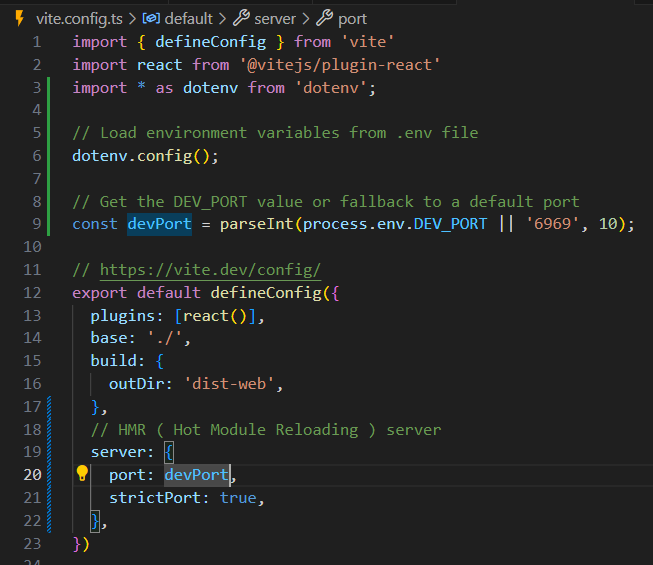 vite.config.ts > default > server > port
1 import { defineConfig } from 'vite'
2 import react from '@vitejs/plugin-react'
3 import * as dotenv from 'dotenv';
4
5 // Load environment variables from .env file
6 dotenv.config();
7
8 // Get the DEV_PORT value or fallback to a default port
9 const devPort = parseInt(process.env.DEV_PORT || '6969', 10);
10
11 // https://vite.dev/config/
12 export default defineConfig({
13   plugins: [react()],
14   base: './',
15   build: {
16     outDir: 'dist-web',
17   },
18   // HMR ( Hot Module Reloading ) server
19   server: {
20     port: devPort,
21     strictPort: true,
22   },
23 })
24